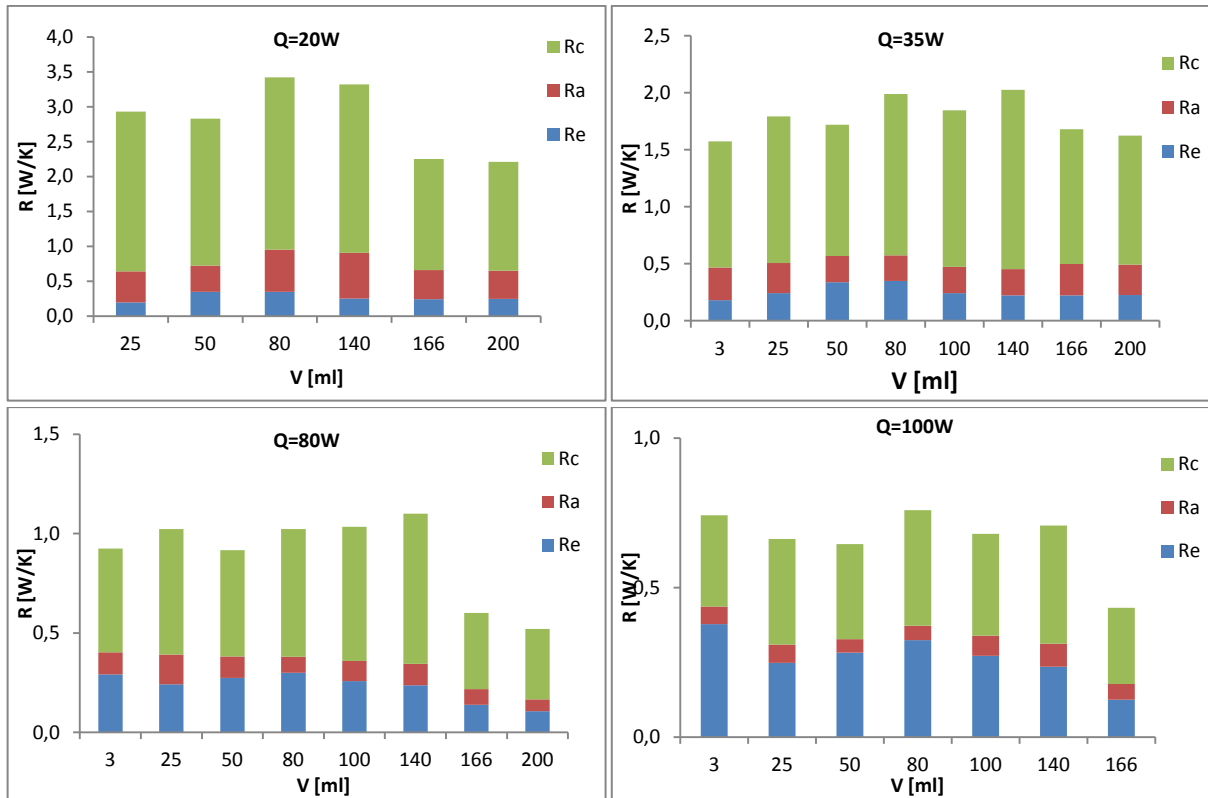 Q=20W
4,0
3,5
3,0
2,5
2,0
1,5
1,0
0,5
0,0
R [W/K]
Rc
Ra
Re
25 50 80 140 166 200
V [ml]
Q=35W
2,5
2,0
1,5
1,0
0,5
0,0
R [W/K]
Rc
Ra
Re
3 25 50 80 100 140 166 200
V [ml]
Q=80W
1,5
1,0
0,5
0,0
R [W/K]
Rc
Ra
Re
3 25 50 80 100 140 166 200
V [ml]
Q=100W
1,0
0,5
0,0
R [W/K]
Rc
Ra
Re
3 25 50 80 100 140 166
V [ml]